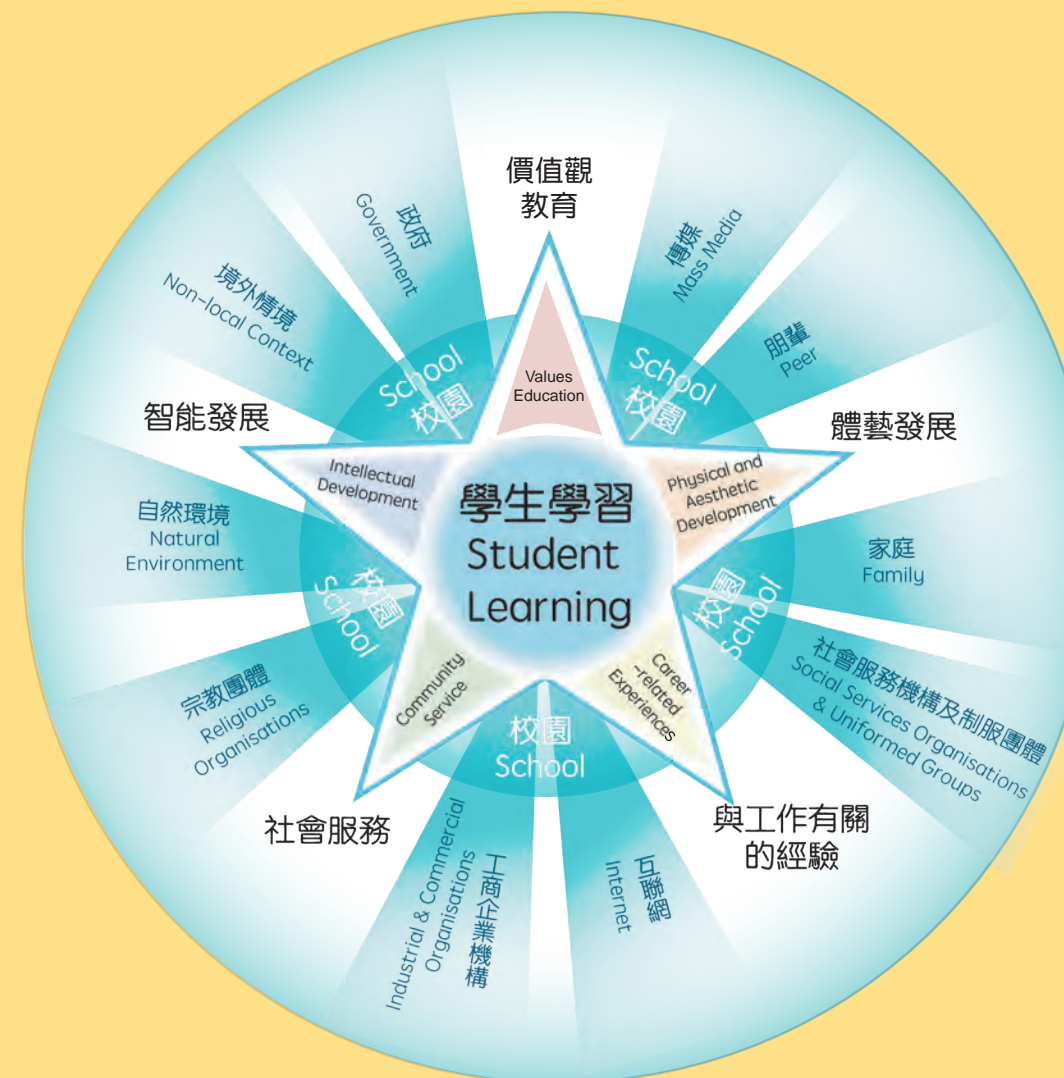 價值觀
教育
Values
Education
傳媒
Mass Media
朋輩
Peer
School
校園
體藝發展
Physical and
Aesthetic
Development
家庭
Family
校園
School
社會服務機構及制服團體
Social Services Organisations
& Uniformed Groups
與工作有關
的經驗
Career
-related
Experiences
互聯網
Internet
校園
School
工商企業機構
Industrial & Commercial
Organisations
社會服務
Community
Service
宗教團體
Religious
Organisations
校園
School
自然環境
Natural
Environment
智能發展
Intellectual
Development
境外情境
Non-local Context
政府
Government
School
校園
學生學習
Student
Learning